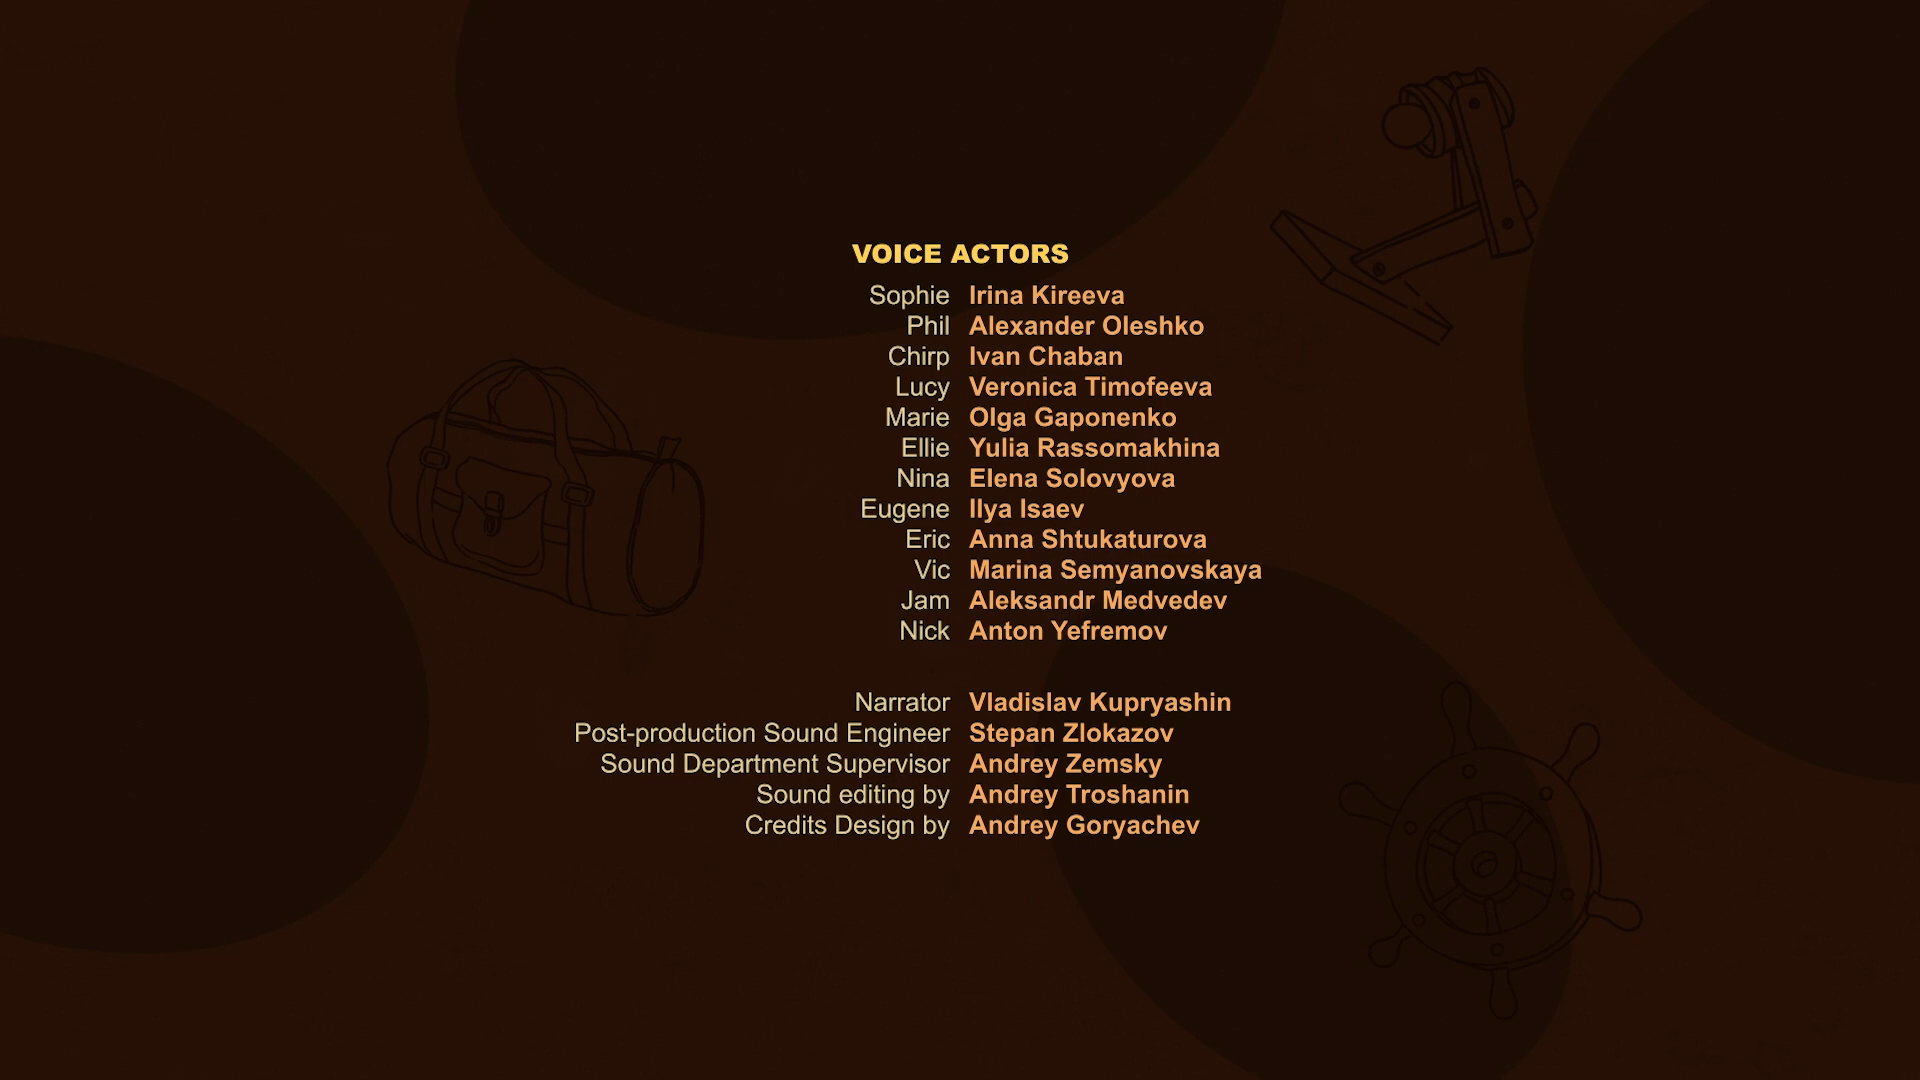 VOICE ACTORS
Sophie Irina Kireeva
Phil Alexander Oleshko
Chirp Ivan Chaban
Lucy Veronica Timofeeva
Marie Olga Gaponenko
Ellie Yulia Rassomakhina
Nina Elena Solovyova
Eugene Ilya Isaev
Eric Anna Shtukaturova
Vic Marina Semyanovskaya
Jam Aleksandr Medvedev
Nick Anton Yefremov
Narrator Vladislav Kupryashin
Post-production Sound Engineer Stepan Zlokazov
Sound Department Supervisor Andrey Zemsky
Sound editing by Andrey Troshanin
Credits Design by Andrey Goryachev